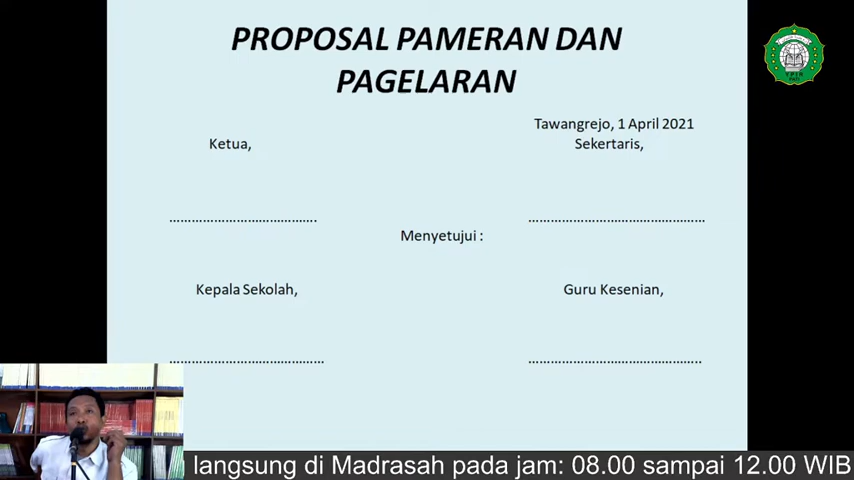 PROPOSAL PAMERAN DAN
PAGELARAN
Tawangrejo, 1 April 2021
Ketua,
Sekertaris,
.......................................
...............................................
Menyetujui :
Kepala Sekolah,
Guru Kesenian,
.........................................
..............................................
langsung di Madrasah pada jam: 08.00 sampai 12.00 WIB